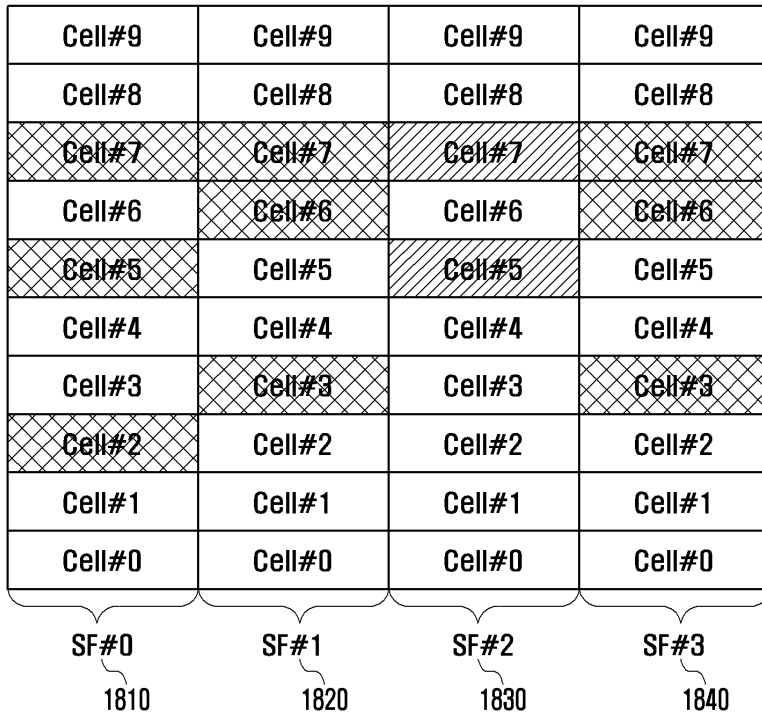 Cell#9 Cell#9 Cell#9 Cell#9
Cell#8 Cell#8 Cell#8 Cell#8
Cell#7 Cell#7 Cell#7 Cell#7
Cell#6 Cell#6 Cell#6 Cell#6
Cell#5 Cell#5 Cell#5 Cell#5
Cell#4 Cell#4 Cell#4 Cell#4
Cell#3 Cell#3 Cell#3 Cell#3
Cell#2 Cell#2 Cell#2 Cell#2
Cell#1 Cell#1 Cell#1 Cell#1
Cell#0 Cell#0 Cell#0 Cell#0
SF#0 SF#1 SF#2 SF#3
1810 1820 1830 1840